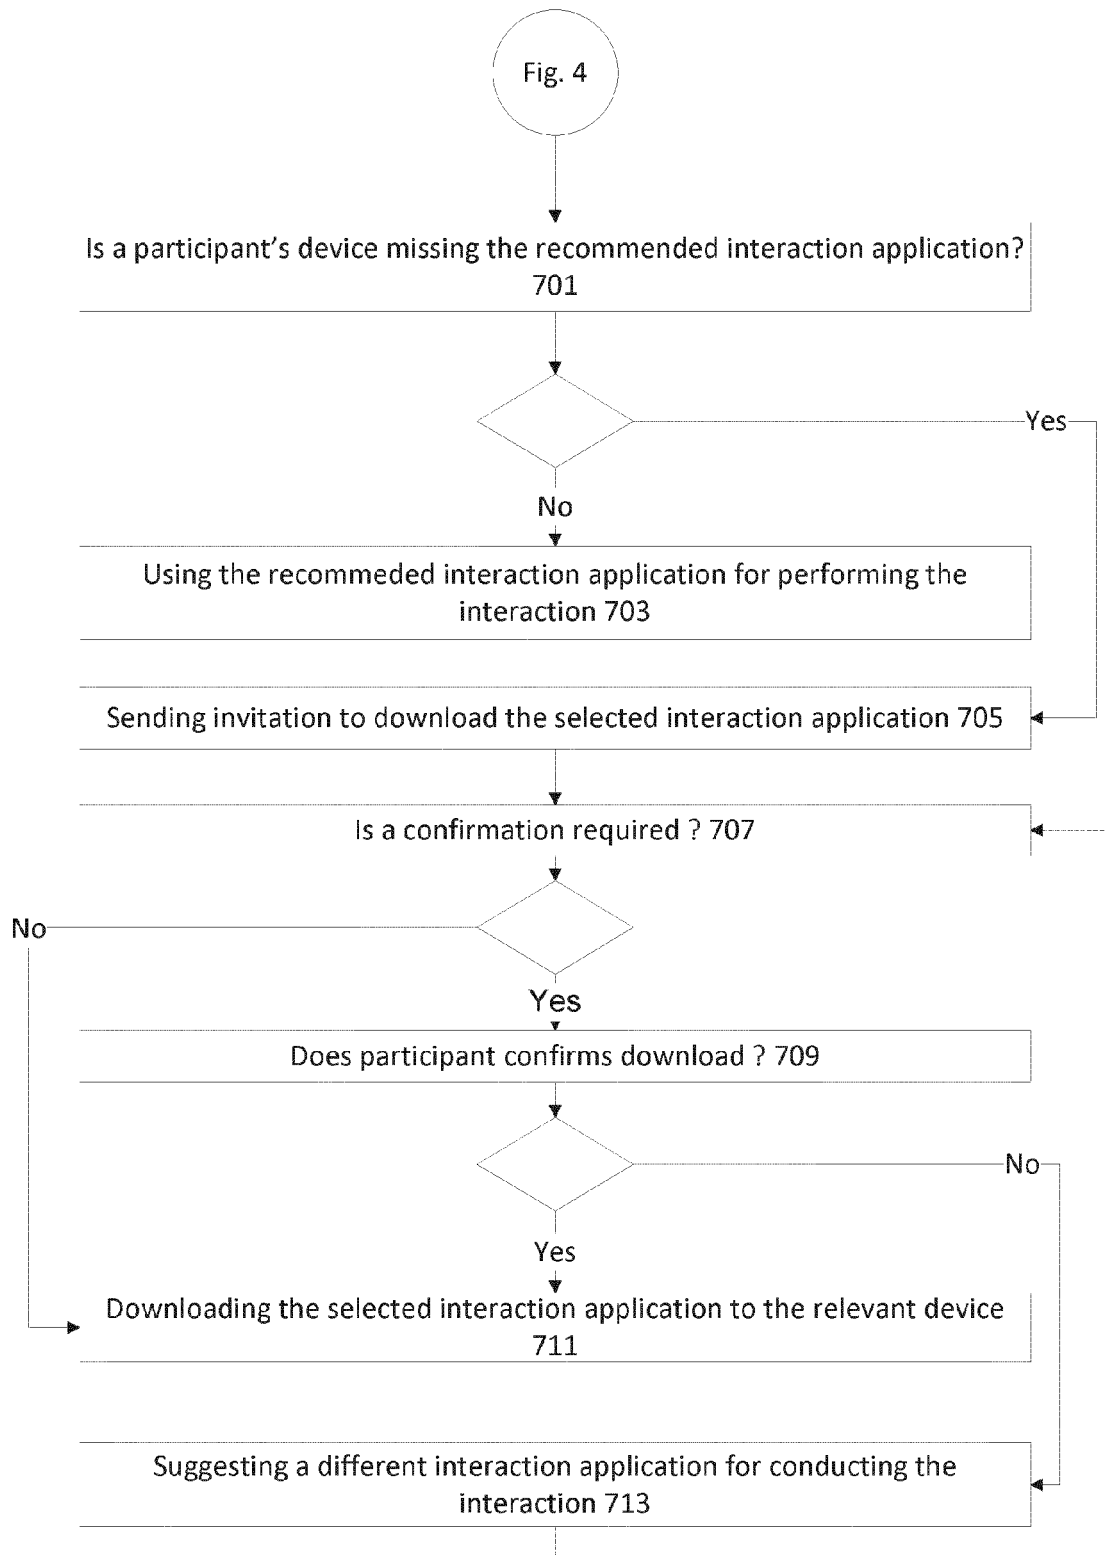 Fig. 4
Is a participant's device missing the recommended interaction application?
701
Yes
No
Using the recommeded interaction application for performing the
interaction 703
Sending invitation to download the selected interaction application 705
Is a confirmation required ? 707
No
Yes
Does participant confirms download ? 709
No
Yes
Downloading the selected interaction application to the relevant device
711
Suggesting a different interaction application for conducting the
interaction 713